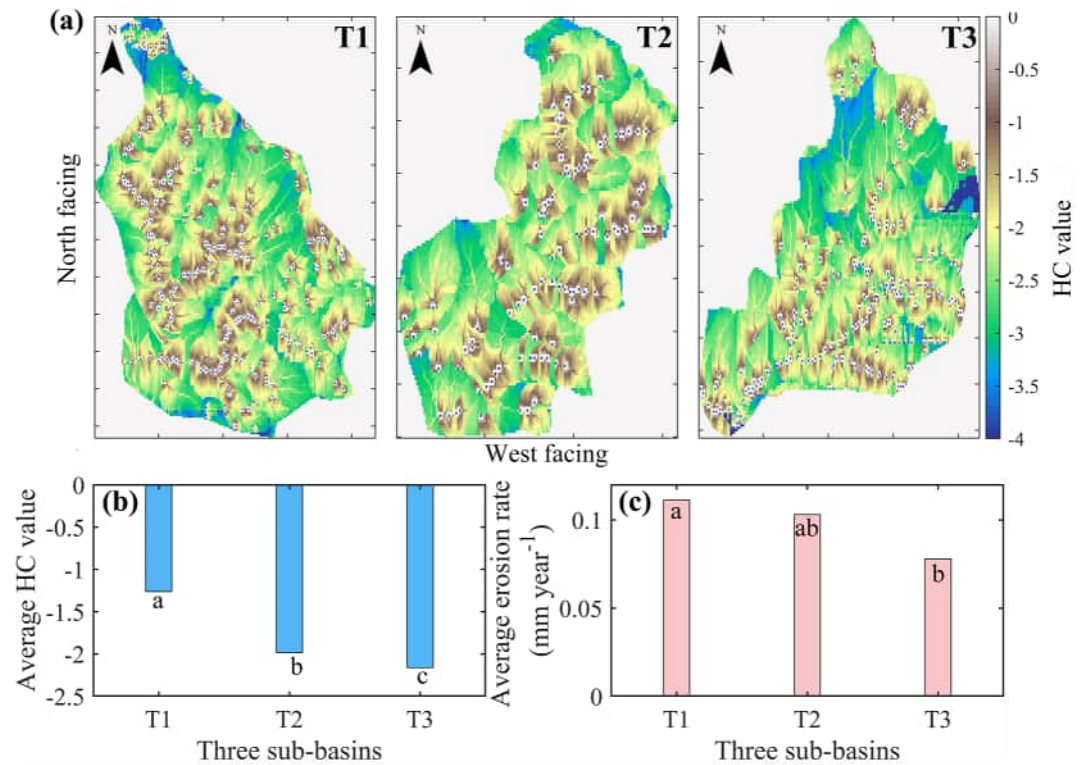 (a)
N
T1
N
T2
N
T3
North facing
West facing
0
-0.5
-1
-1.5
-2
-2.5
-3
-3.5
-4
HC value
(b)
0
-0.5
-1
-1.5
-2
-2.5
Average HC value
a
b
c
T1
T2
T3
Three sub-basins
(c)
Average erosion rate
(mm year⁻¹)
0.1
0.05
0
a
ab
b
T1
T2
T3
Three sub-basins